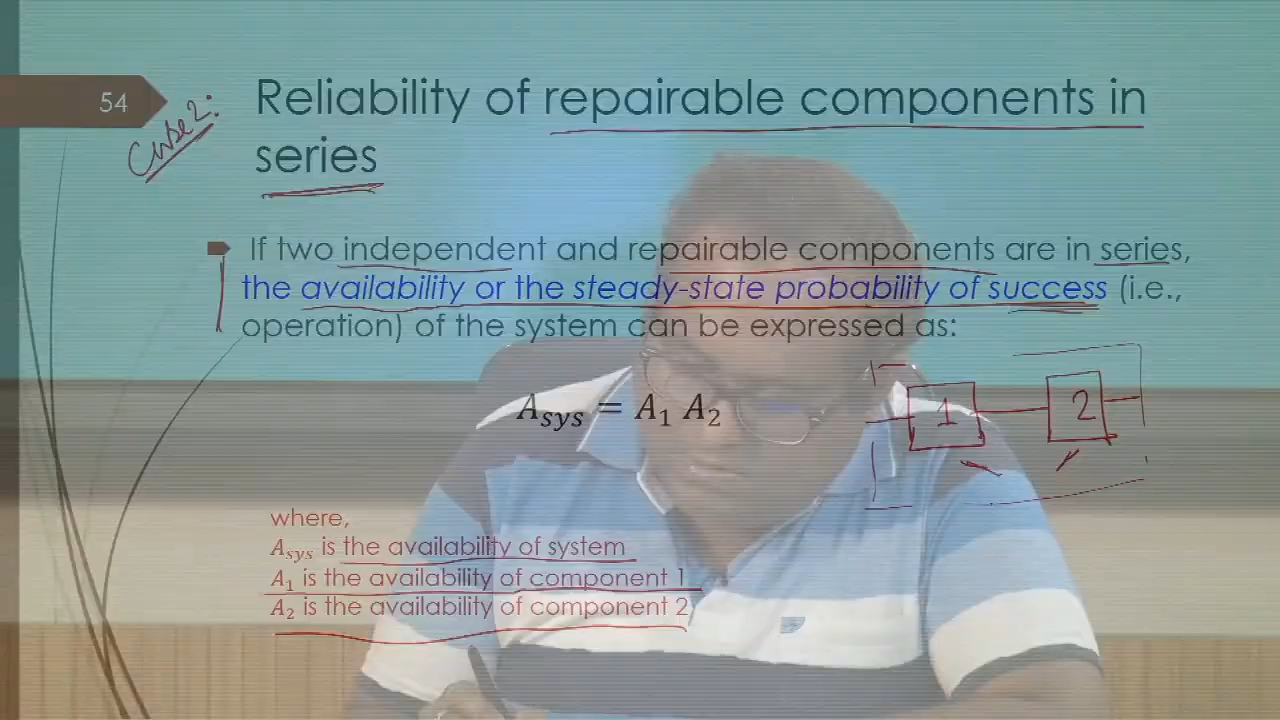 54
Case 2:
Reliability of repairable components in
series
If two independent and repairable components are in series,
the availability or the steady-state probability of success (i.e.,
operation) of the system can be expressed as:
A_sys = A_1 A_2
1
2
where,
A_sys is the availability of system
A_1 is the availability of component 1
A_2 is the availability of component 2